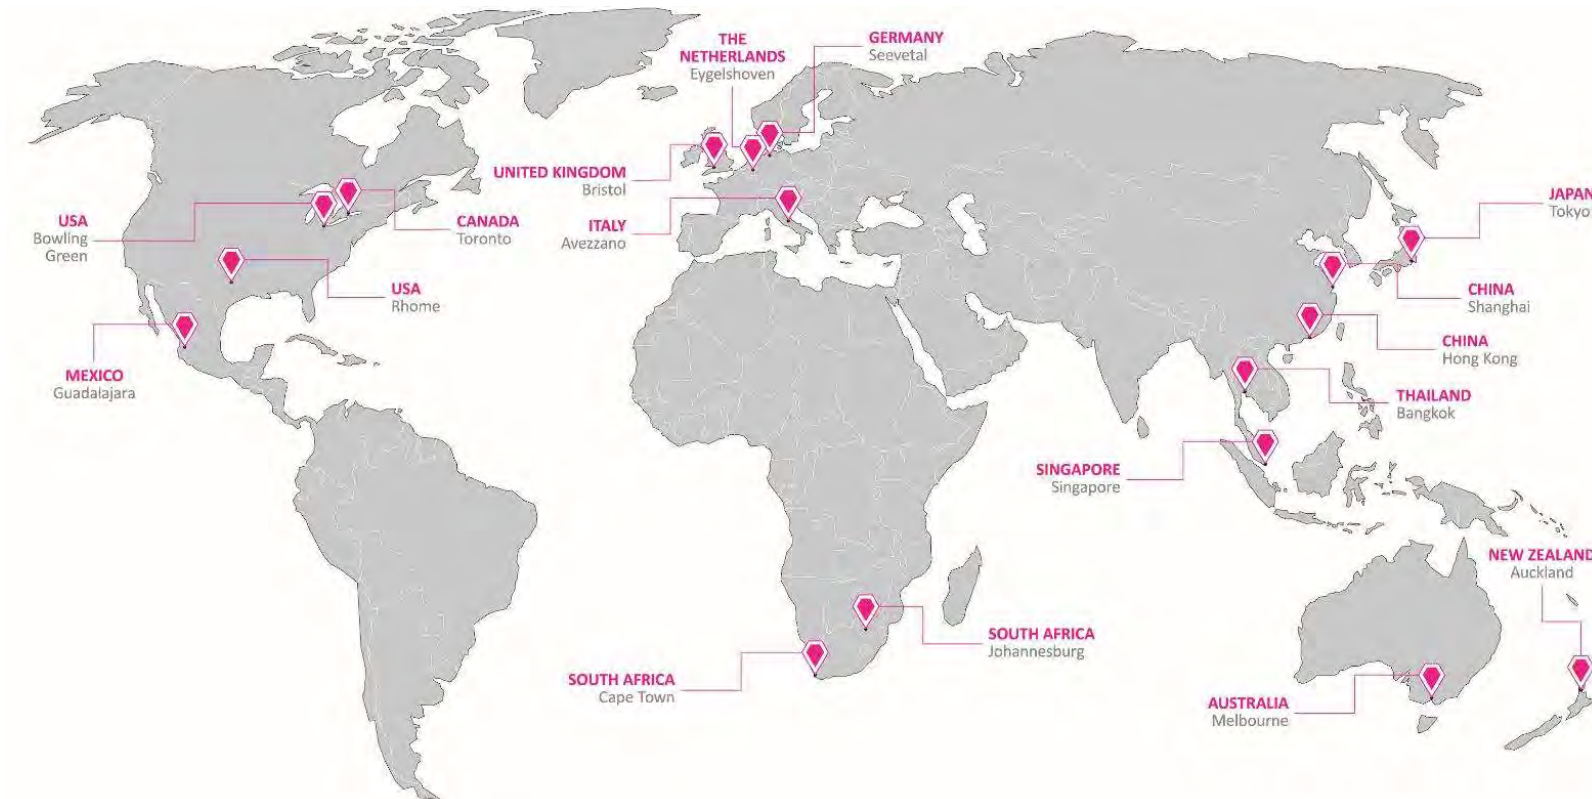 THE
NETHERLANDS
Eygelshoven
GERMANY
Seevetal
UNITED KINGDOM
Bristol
ITALY
Avezzano
USA
Bowling
Green
CANADA
Toronto
USA
Rhome
MEXICO
Guadalajara
JAPAN
Tokyo
CHINA
Shanghai
CHINA
Hong Kong
THAILAND
Bangkok
SINGAPORE
Singapore
NEW ZEALAND
Auckland
SOUTH AFRICA
Johannesburg
SOUTH AFRICA
Cape Town
AUSTRALIA
Melbourne